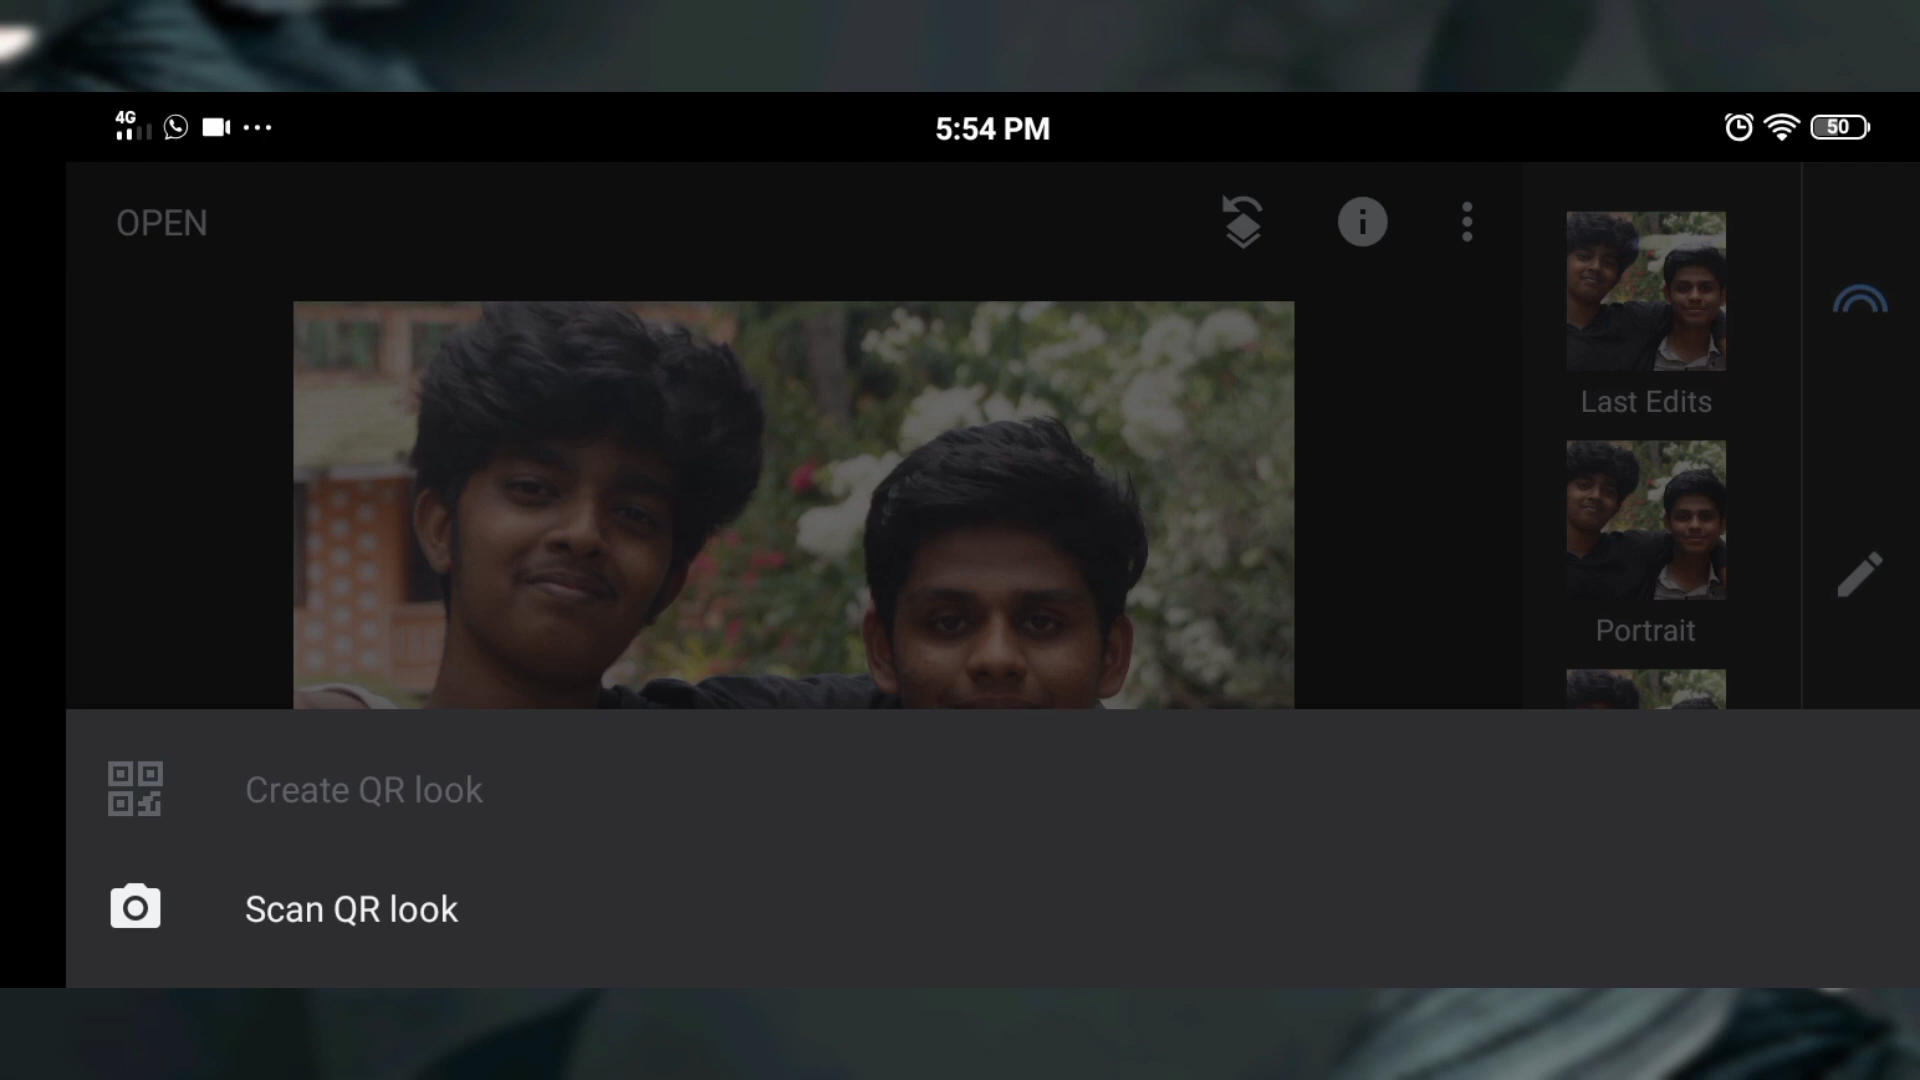 4G
5:54 PM
50
OPEN
Last Edits
Portrait
Create QR look
Scan QR look